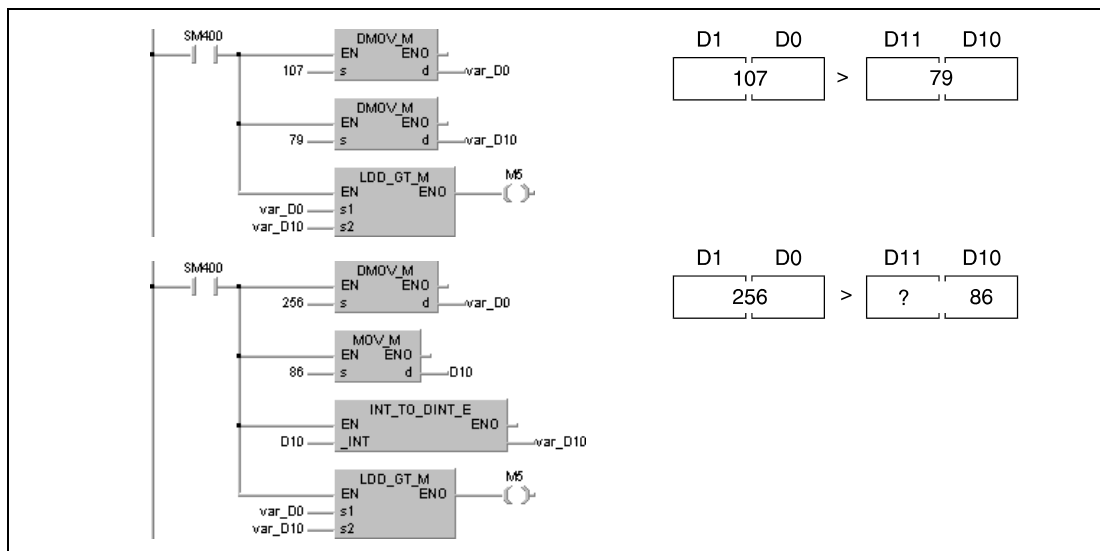 SM400
DMOV_M
EN ENO
107 s d var_D0
DMOV_M
EN ENO
79 s d var_D10
LDD_GT_M
EN ENO M5
var_D0 s1
var_D10 s2
D1 D0 D11 D10
107 > 79
SM400
DMOV_M
EN ENO
256 s d var_D0
MOV_M
EN ENO
86 s d D10
INT_TO_DINT_E
EN ENO
D10 _INT var_D10
LDD_GT_M
EN ENO M5
var_D0 s1
var_D10 s2
D1 D0 D11 D10
256 > ? 86